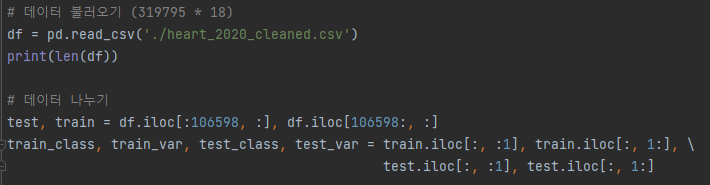 # 데이터 불러오기 (319795 * 18)
df = pd.read_csv('./heart_2020_cleaned.csv')
print(len(df))
# 데이터 나누기
test, train = df.iloc[:106598, :], df.iloc[106598:, :]
train_class, train_var, test_class, test_var = train.iloc[:, :1], train.iloc[:, 1:], \
test.iloc[:, :1], test.iloc[:, 1:]